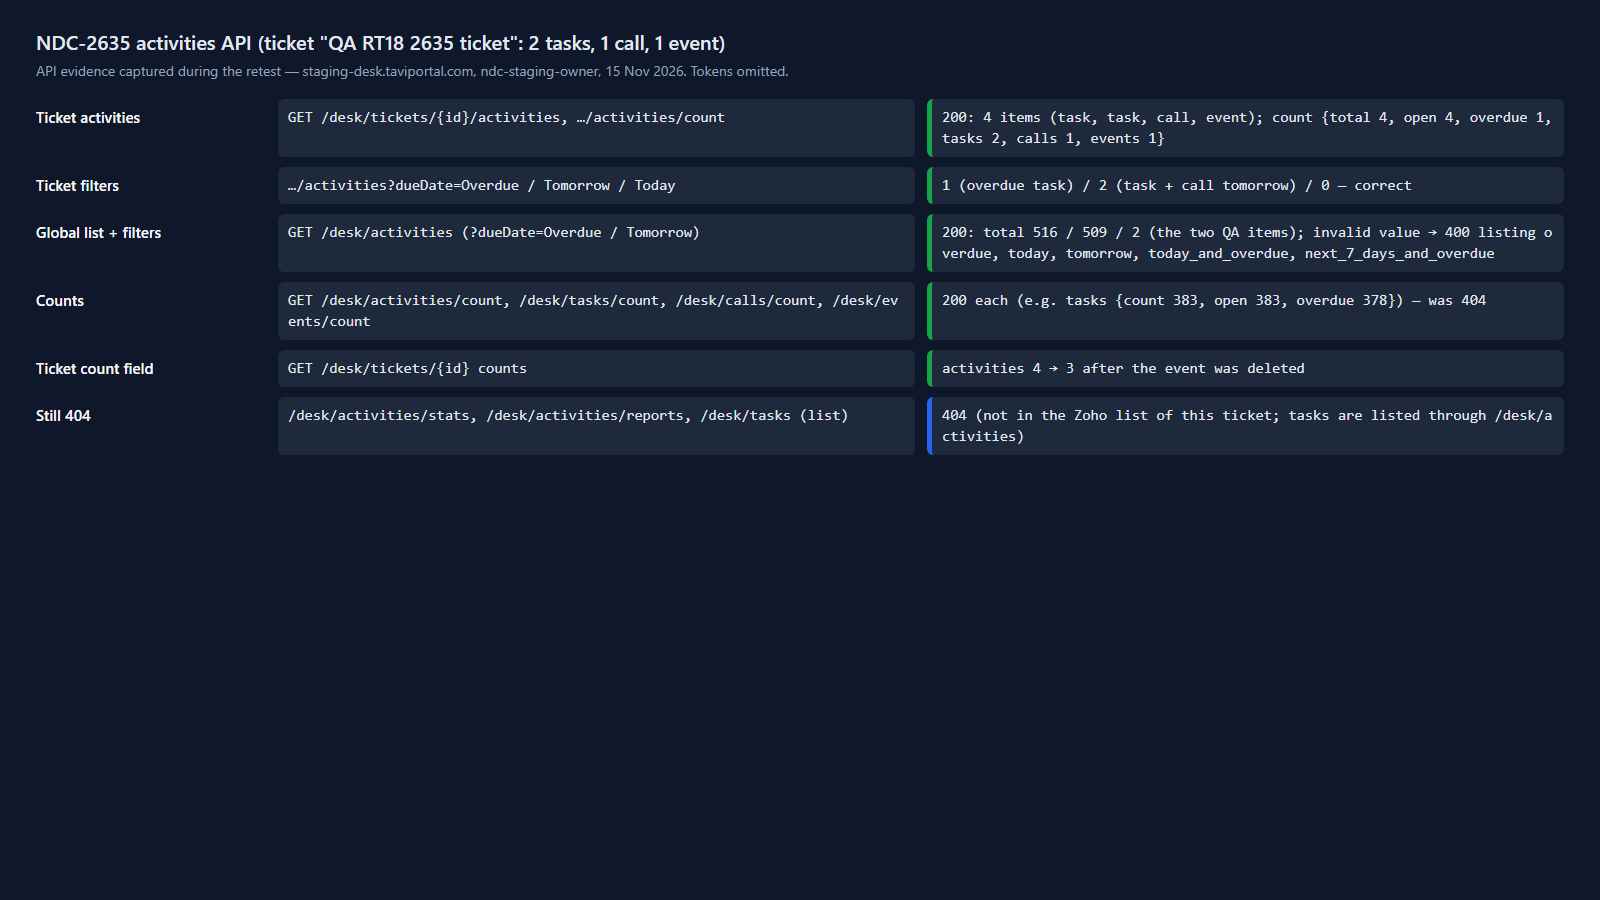 NDC-2635 activities API (ticket "QA RT18 2635 ticket": 2 tasks, 1 call, 1 event)
API evidence captured during the retest — staging-desk.taviportal.com, ndc-staging-owner, 15 Nov 2026. Tokens omitted.
Ticket activities
GET /desk/tickets/{id}/activities, …/activities/count
200: 4 items (task, task, call, event); count {total 4, open 4, overdue 1,
tasks 2, calls 1, events 1}
Ticket filters
…/activities?dueDate=Overdue / Tomorrow / Today
1 (overdue task) / 2 (task + call tomorrow) / 0 — correct
Global list + filters
GET /desk/activities (?dueDate=Overdue / Tomorrow)
200: total 516 / 509 / 2 (the two QA items); invalid value → 400 listing o
verdue, today, tomorrow, today_and_overdue, next_7_days_and_overdue
Counts
GET /desk/activities/count, /desk/tasks/count, /desk/calls/count, /desk/ev
ents/count
200 each (e.g. tasks {count 383, open 383, overdue 378}) — was 404
Ticket count field
GET /desk/tickets/{id} counts
activities 4 → 3 after the event was deleted
Still 404
/desk/activities/stats, /desk/activities/reports, /desk/tasks (list)
404 (not in the Zoho list of this ticket; tasks are listed through /desk/a
ctivities)